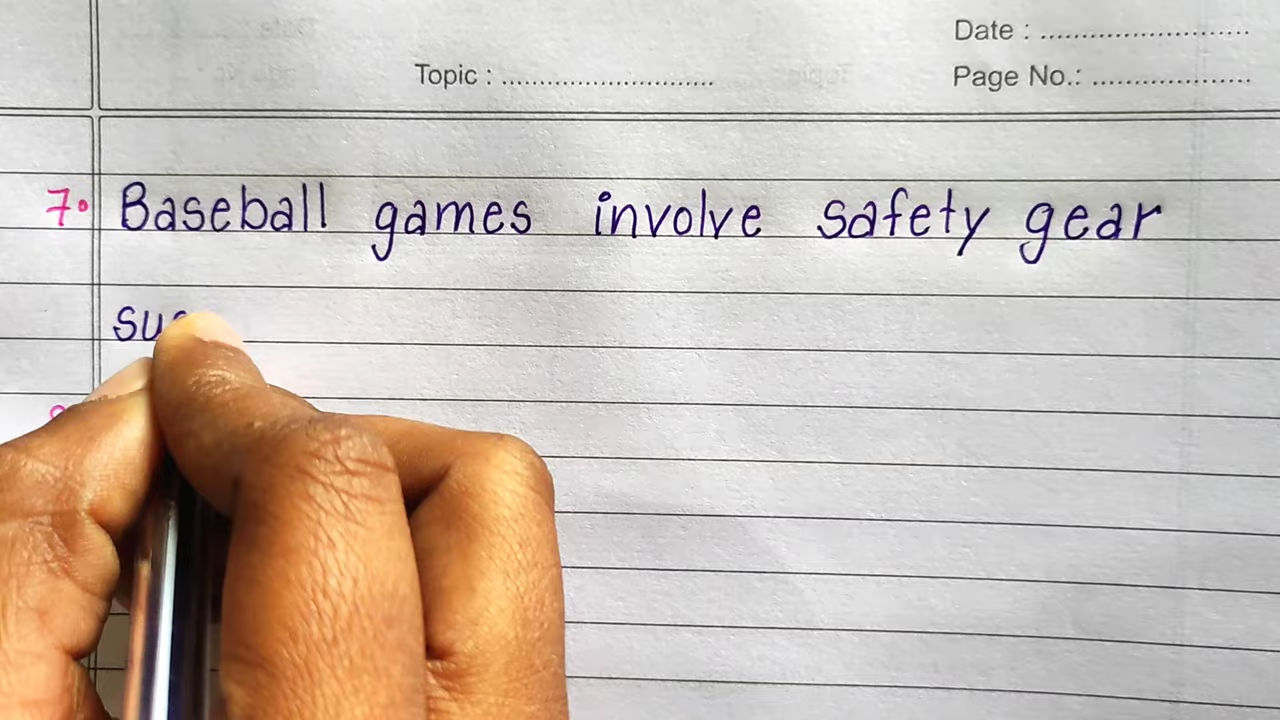 Date : ............................
Topic : ............................
Page No.: .....................
7. Baseball games involve safety gear